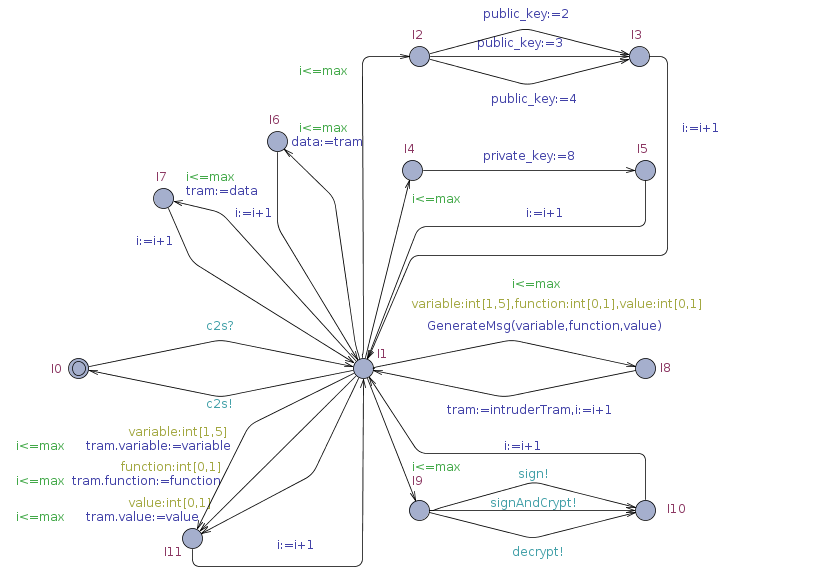 public_key:=2
l2
l3
public_key:=3
i<=max
public_key:=4
l6
i<=max
i:=i+1
data:=tram
l4
l5
private_key:=8
l7
i<=max
tram:=data
i<=max
i:=i+1
i:=i+1
i:=i+1
i<=max
variable:int[1,5],function:int[0,1],value:int[0,1]
c2s?
GenerateMsg(variable,function,value)
l1
l0
l8
c2s!
tram:=intruderTram,i:=i+1
variable:int[1,5]
i<=max tram.variable:=variable
i:=i+1
function:int[0,1]
i<=max
sign!
i<=max tram.function:=function
l9
value:int[0,1]
signAndCrypt!
l10
i<=max tram.value:=value
i:=i+1
l11
decrypt!